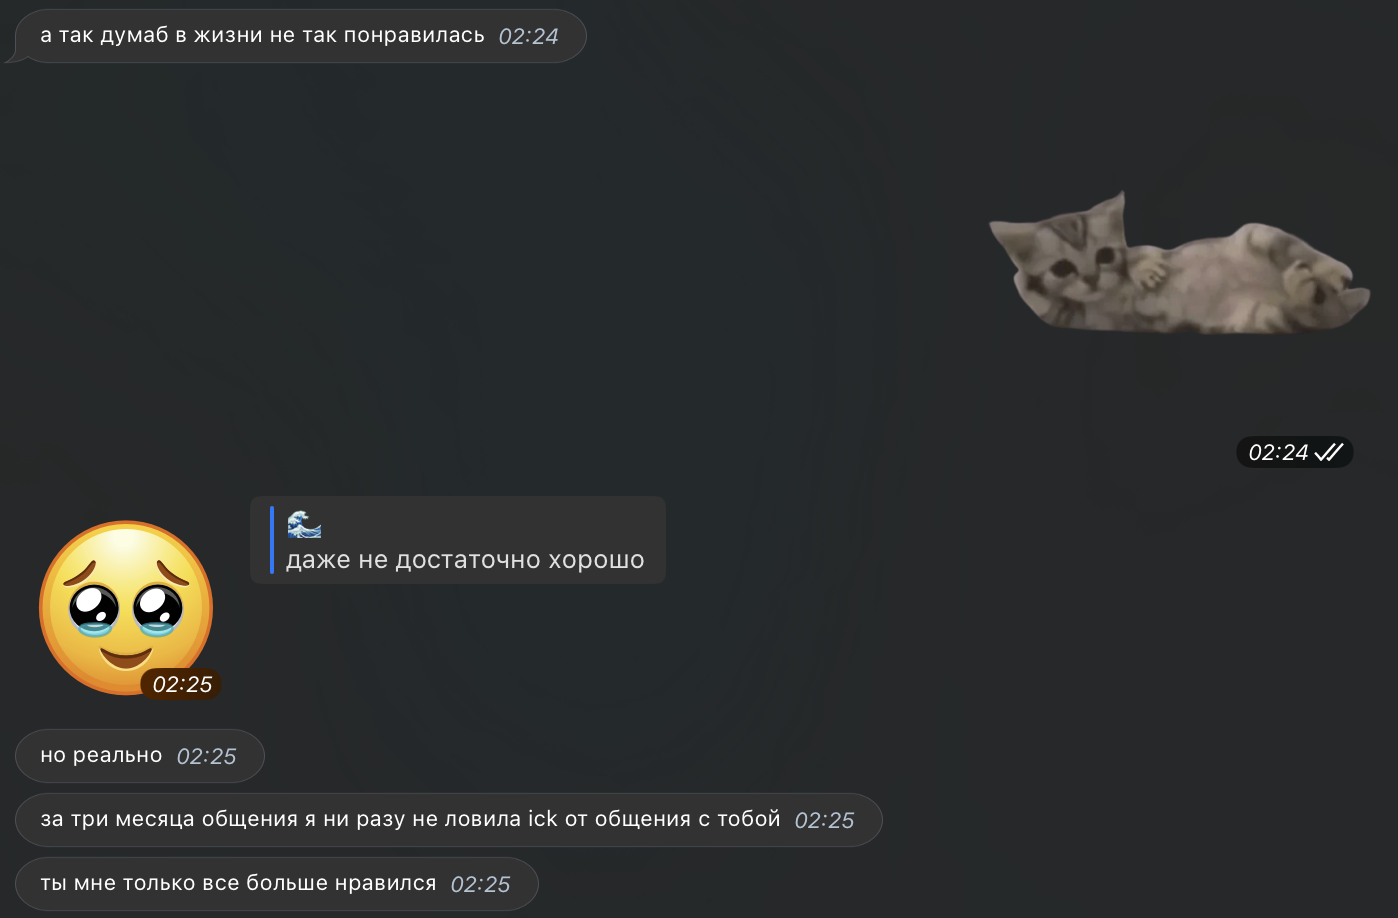 а так думаб в жизни не так понравилась 02:24
02:24
🌊
даже не достаточно хорошо
02:25
но реально 02:25
за три месяца общения я ни разу не ловила ick от общения с тобой 02:25
ты мне только все больше нравился 02:25